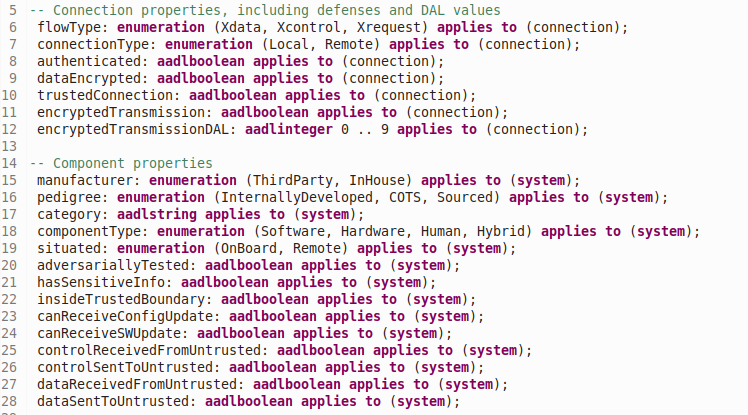 5 -- Connection properties, including defenses and DAL values
6 flowType: enumeration (Xdata, Xcontrol, Xrequest) applies to (connection);
7 connectionType: enumeration (Local, Remote) applies to (connection);
8 authenticated: aadlboolean applies to (connection);
9 dataEncrypted: aadlboolean applies to (connection);
10 trustedConnection: aadlboolean applies to (connection);
11 encryptedTransmission: aadlboolean applies to (connection);
12 encryptedTransmissionDAL: aadlinteger 0 .. 9 applies to (connection);
13
14 -- Component properties
15 manufacturer: enumeration (ThirdParty, InHouse) applies to (system);
16 pedigree: enumeration (InternallyDeveloped, COTS, Sourced) applies to (system);
17 category: aadlstring applies to (system);
18 componentType: enumeration (Software, Hardware, Human, Hybrid) applies to (system);
19 situated: enumeration (OnBoard, Remote) applies to (system);
20 adversariallyTested: aadlboolean applies to (system);
21 hasSensitiveInfo: aadlboolean applies to (system);
22 insideTrustedBoundary: aadlboolean applies to (system);
23 canReceiveConfigUpdate: aadlboolean applies to (system);
24 canReceiveSWUpdate: aadlboolean applies to (system);
25 controlReceivedFromUntrusted: aadlboolean applies to (system);
26 controlSentToUntrusted: aadlboolean applies to (system);
27 dataReceivedFromUntrusted: aadlboolean applies to (system);
28 dataSentToUntrusted: aadlboolean applies to (system);